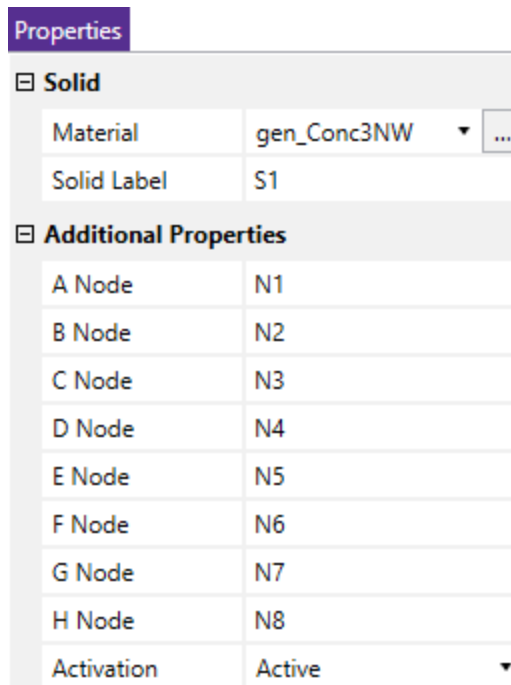 Properties
Solid
Material gen_Conc3NW ...
Solid Label S1
Additional Properties
A Node N1
B Node N2
C Node N3
D Node N4
E Node N5
F Node N6
G Node N7
H Node N8
Activation Active